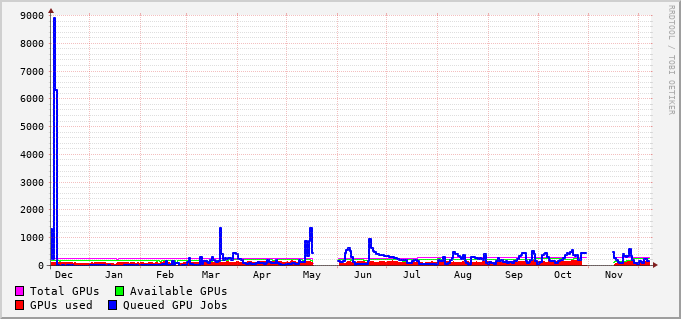 9000
8000
7000
6000
5000
4000
3000
2000
1000
0
Dec Jan Feb Mar Apr May Jun Jul Aug Sep Oct Nov
Total GPUs Available GPUs
GPUs used Queued GPU Jobs
RRDTOOL / TOBI OETIKER